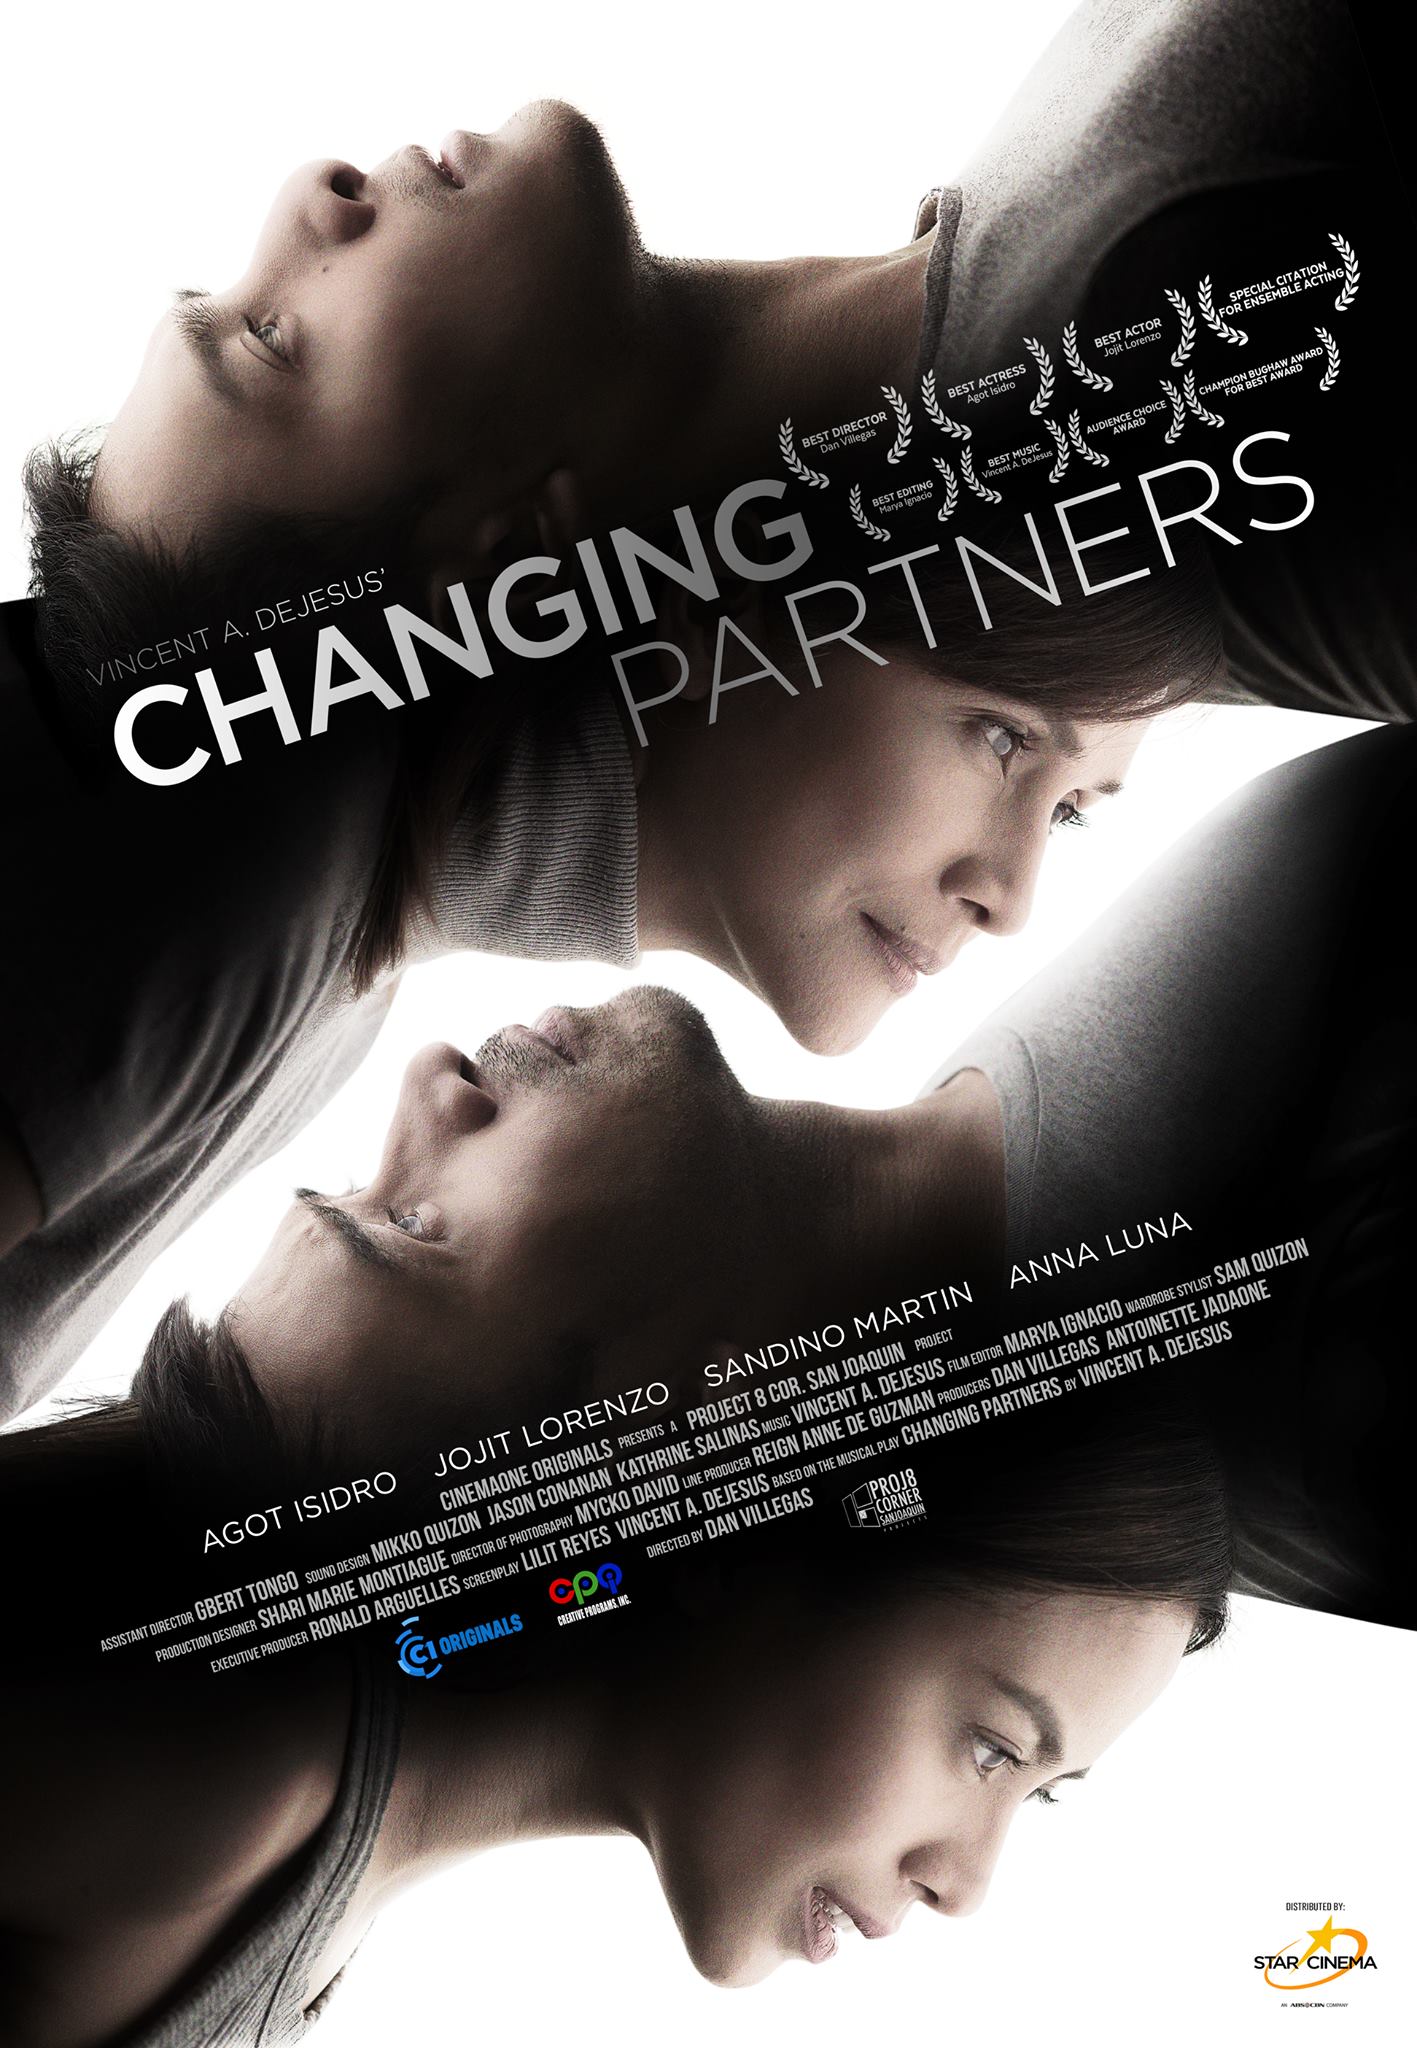 SPECIAL CITATION
FOR ENSEMBLE ACTING
BEST ACTOR
Jojit Lorenzo
BEST ACTRESS
Agot Isidro
BEST DIRECTOR
Dan Villegas
CHAMPION BUGHAW AWARD
FOR BEST AWARD
AUDIENCE CHOICE
AWARD
BEST MUSIC
Vincent A. DeJesus
BEST EDITING
Marya Ignacio
VINCENT A. DEJESUS'
CHANGING
PARTNERS
AGOT ISIDRO JOJIT LORENZO SANDINO MARTIN ANNA LUNA
CINEMAONE ORIGINALS PRESENTS A PROJECT 8 COR. SAN JOAQUIN PROJECT
ASSISTANT DIRECTOR GBERT TONGO SOUND DESIGN MIKKO QUIZON JASON CONANAN KATHRINE SALINAS MUSIC VINCENT A. DEJESUS FILM EDITOR MARYA IGNACIO WARDROBE STYLIST SAM QUIZON
PRODUCTION DESIGNER SHARI MARIE MONTIAGUE DIRECTOR OF PHOTOGRAPHY MYCKO DAVID LINE PRODUCER REIGN ANNE DE GUZMAN PRODUCERS DAN VILLEGAS ANTOINETTE JADAONE
EXECUTIVE PRODUCER RONALD ARGUELLES SCREENPLAY LILIT REYES VINCENT A. DEJESUS BASED ON THE MUSICAL PLAY CHANGING PARTNERS BY VINCENT A. DEJESUS
DIRECTED BY DAN VILLEGAS
C1 ORIGINALS
cpi
CREATIVE PROGRAMS, INC.
PROJ8
CORNER
SANJOAQUIN
PROJECTS
DISTRIBUTED BY:
STAR CINEMA
AN ABS-CBN COMPANY